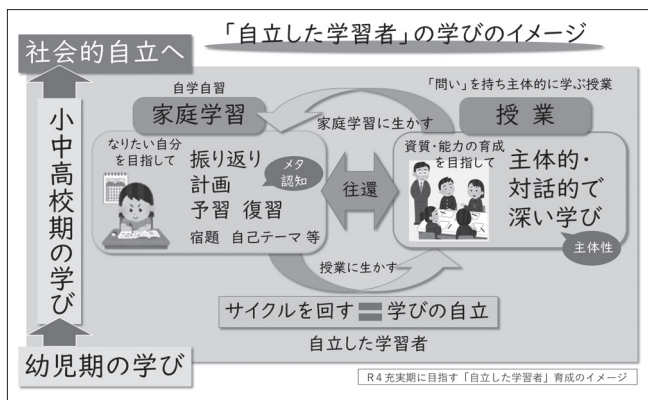 「自立した学習者」の学びのイメージ
社会的自立へ
小中高校期の学び
幼児期の学び
自学自習
家庭学習
なりたい自分
を目指して
振り返り
計画
予習 復習
宿題 自己テーマ 等
メタ
認知
家庭学習に生かす
往還
授業に生かす
「問い」を持ち主体的に学ぶ授業
授業
資質・能力の育成
を目指して
主体的・
対話的で
深い学び
主体性
サイクルを回す＝学びの自立
自立した学習者
R4充実期に目指す「自立した学習者」育成のイメージ